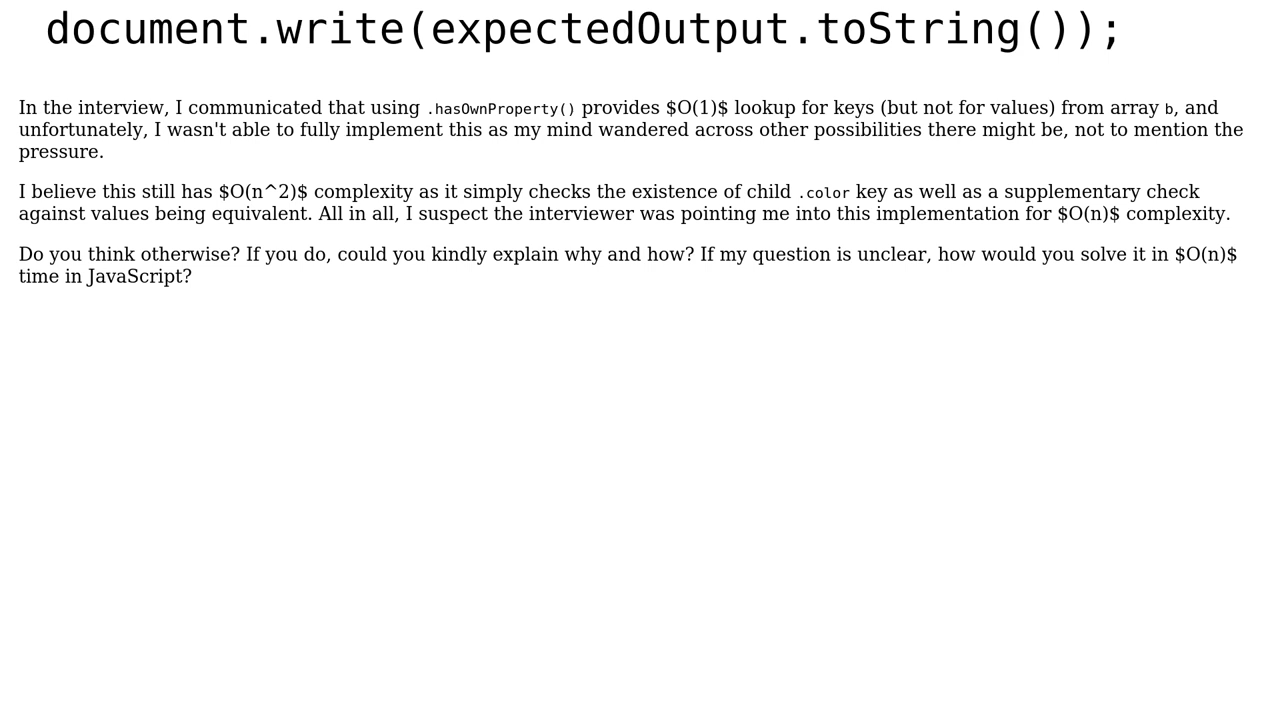 document.write(expectedOutput.toString());
In the interview, I communicated that using .hasOwnProperty() provides $O(1)$ lookup for keys (but not for values) from array b, and
unfortunately, I wasn't able to fully implement this as my mind wandered across other possibilities there might be, not to mention the
pressure.
I believe this still has $O(n^2)$ complexity as it simply checks the existence of child .color key as well as a supplementary check
against values being equivalent. All in all, I suspect the interviewer was pointing me into this implementation for $O(n)$ complexity.
Do you think otherwise? If you do, could you kindly explain why and how? If my question is unclear, how would you solve it in $O(n)$
time in JavaScript?